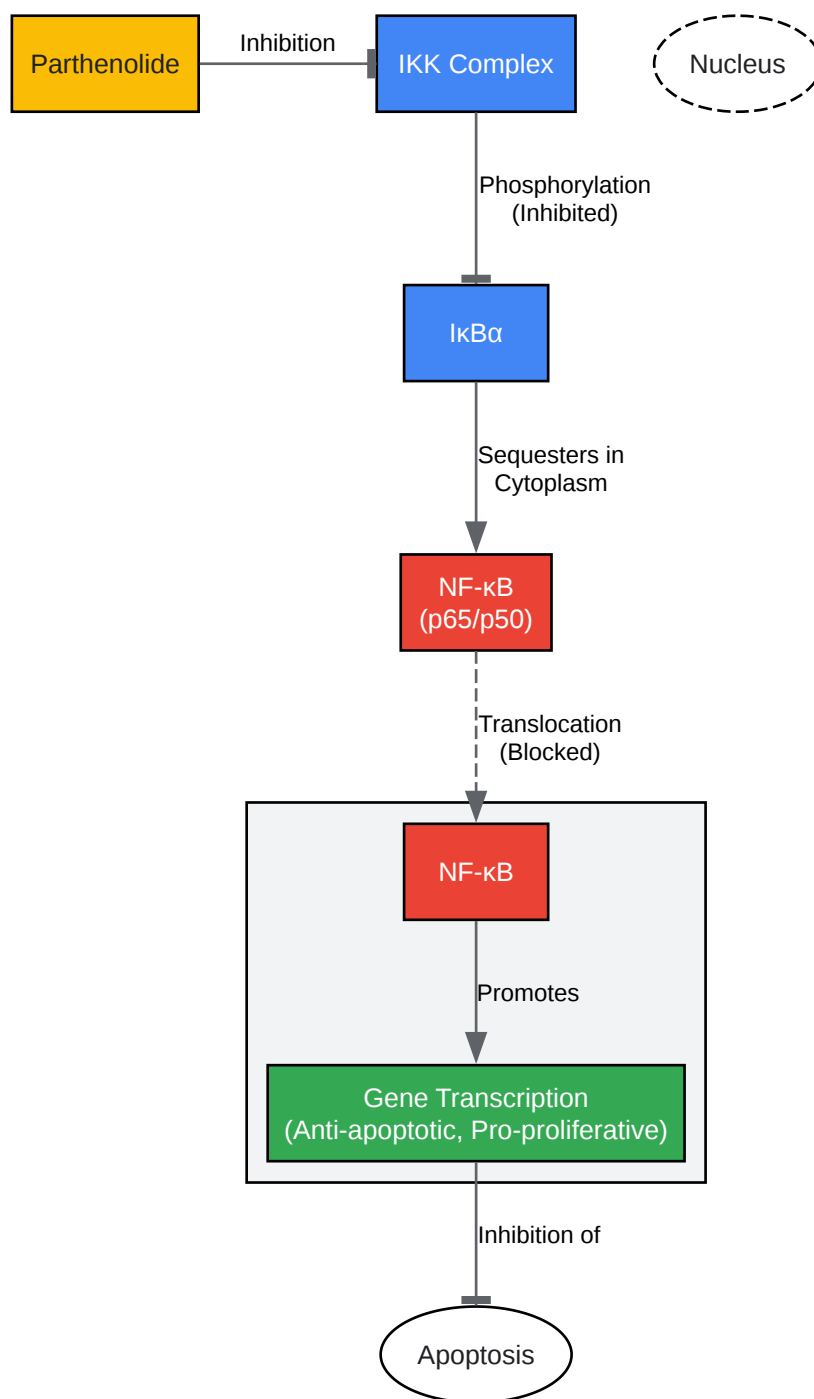 Parthenolide
Inhibition
IKK Complex
Nucleus
Phosphorylation
(Inhibited)
IκBα
Sequesters in
Cytoplasm
NF-κB
(p65/p50)
Translocation
(Blocked)
NF-κB
Promotes
Gene Transcription
(Anti-apoptotic, Pro-proliferative)
Inhibition of
Apoptosis